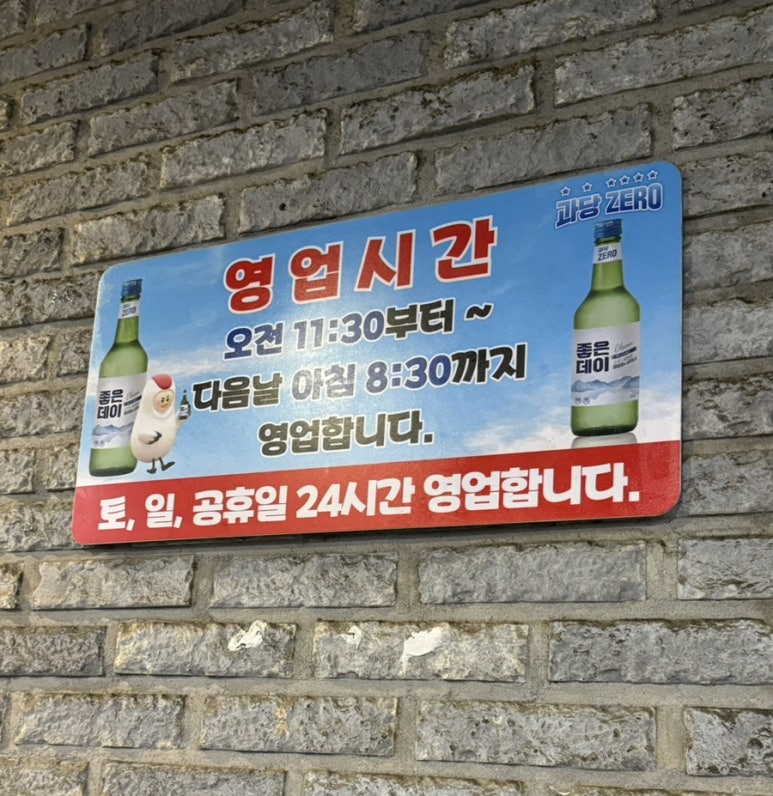 과당 ZERO
영업시간
오전 11:30부터 ~
다음날 아침 8:30까지
영업합니다.
토, 일, 공휴일 24시간 영업합니다.
ZERO
좋은
데이
ZERO
좋은
데이